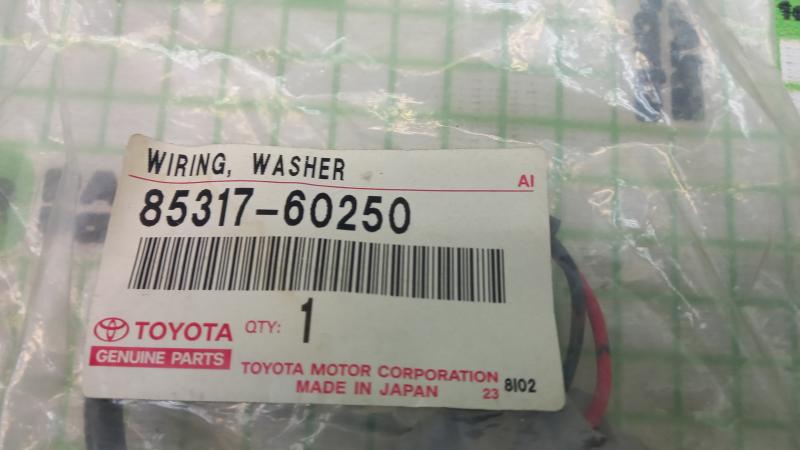 WIRING, WASHER
AI
85317-60250
TOYOTA QTY: 1
GENUINE PARTS
TOYOTA MOTOR CORPORATION
MADE IN JAPAN 23 8102